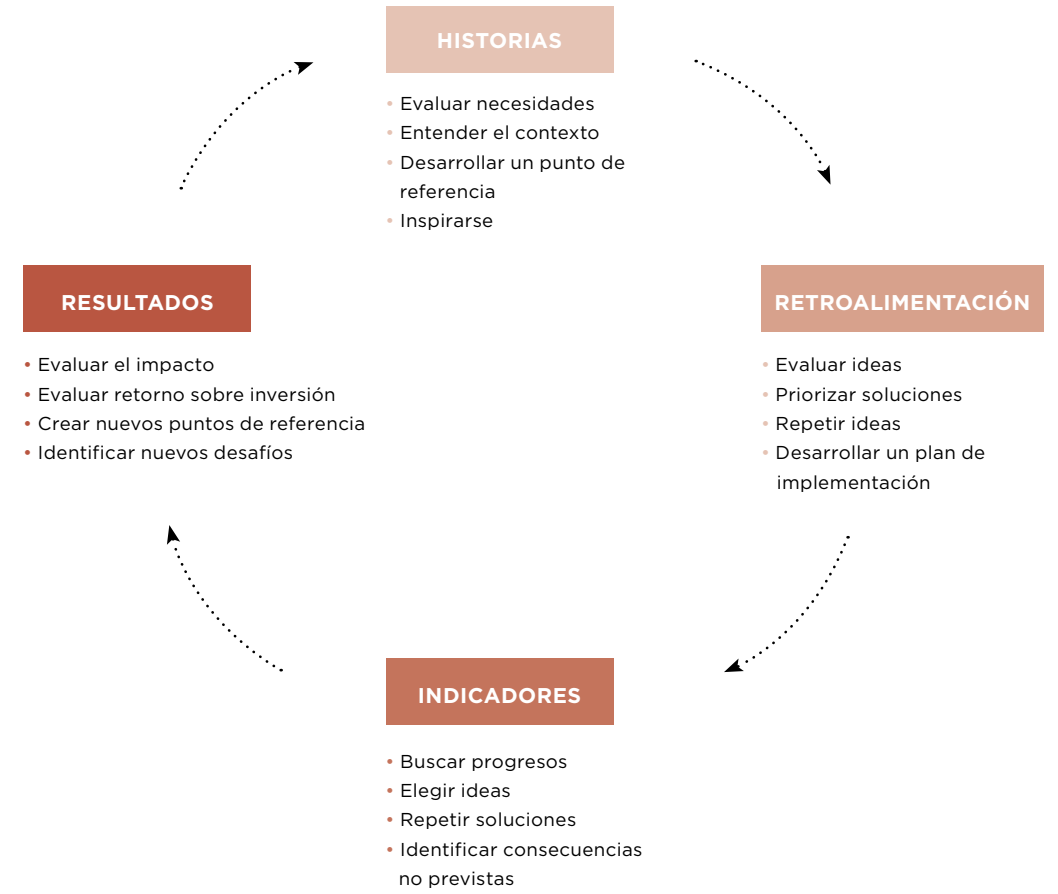 HISTORIAS
• Evaluar necesidades
• Entender el contexto
• Desarrollar un punto de
referencia
• Inspirarse
RETROALIMENTACIÓN
• Evaluar ideas
• Priorizar soluciones
• Repetir ideas
• Desarrollar un plan de
implementación
INDICADORES
• Buscar progresos
• Elegir ideas
• Repetir soluciones
• Identificar consecuencias
no previstas
RESULTADOS
• Evaluar el impacto
• Evaluar retorno sobre inversión
• Crear nuevos puntos de referencia
• Identificar nuevos desafíos